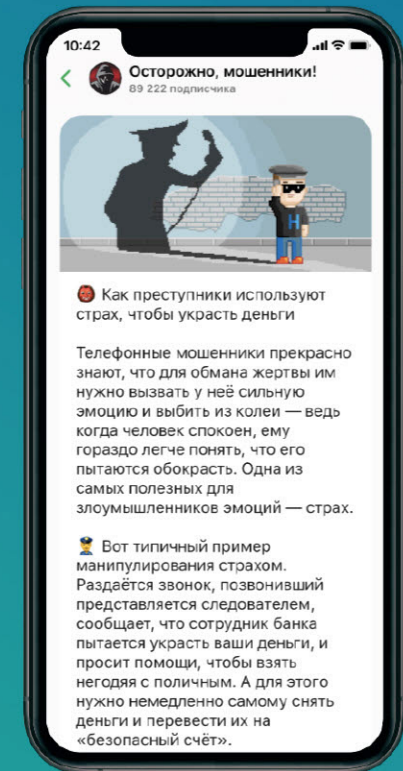 10:42
Осторожно, мошенники!
89 222 подписчика
H
👹 Как преступники используют
страх, чтобы украсть деньги
Телефонные мошенники прекрасно
знают, что для обмана жертвы им
нужно вызвать у неё сильную
эмоцию и выбить из колеи — ведь
когда человек спокоен, ему
гораздо легче понять, что его
пытаются обокрасть. Одна из
самых полезных для
злоумышленников эмоций — страх.
👮 Вот типичный пример
манипулирования страхом.
Раздаётся звонок, позвонивший
представляется следователем,
сообщает, что сотрудник банка
пытается украсть ваши деньги, и
просит помощи, чтобы взять
негодяя с поличным. А для этого
нужно немедленно самому снять
деньги и перевести их на
«безопасный счёт».